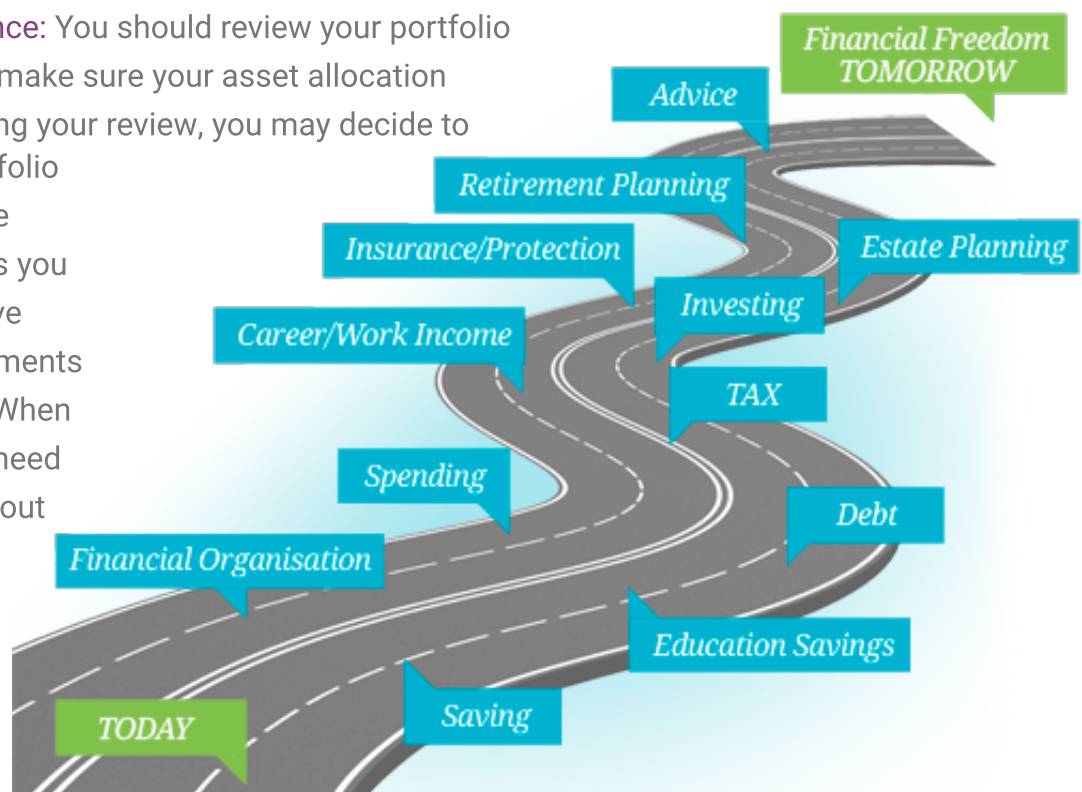 nce: You should review your portfolio
make sure your asset allocation
ng your review, you may decide to
folio
e
s you
ve
ments
When
need
out
Financial Freedom
TOMORROW
Advice
Retirement Planning
Insurance/Protection
Estate Planning
Investing
Career/Work Income
TAX
Spending
Debt
Financial Organisation
Education Savings
Saving
TODAY